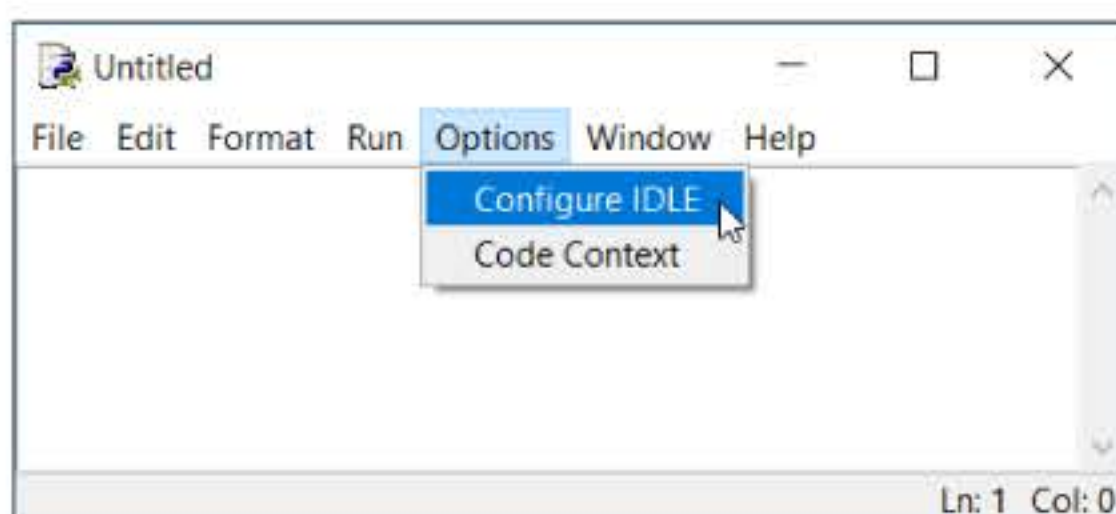 Untitled
File Edit Format Run Options Window Help
Configure IDLE
Code Context
Ln: 1 Col: 0